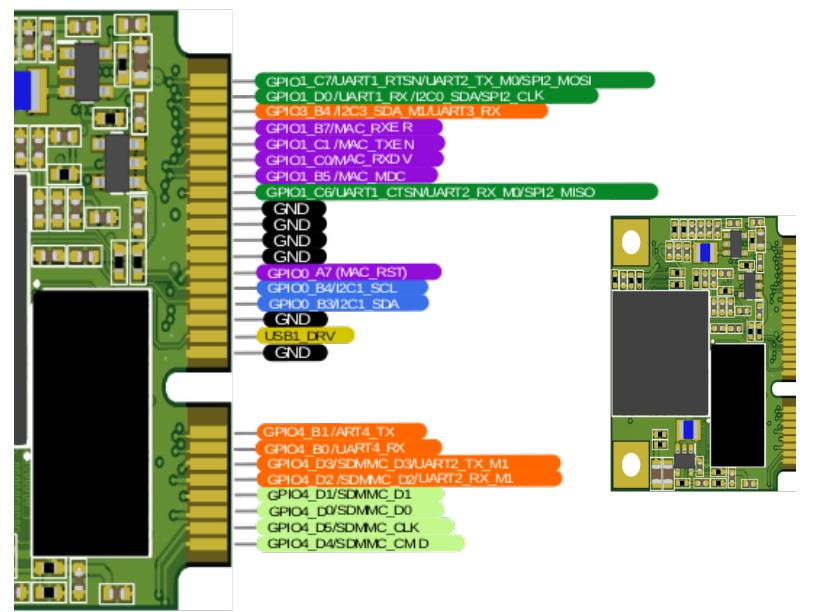 GPIO1_C7/UART1_RTSN/UART2_TX_M0/SPI2_MOSI
GPIO1_D0/UART1_RX/I2C0_SDA/SPI2_CLK
GPIO3_B4/I2C3_SDA_M1/UART3_RX
GPIO1_B7/MAC_RXER
GPIO1_C1/MAC_TXEN
GPIO1_C0/MAC_RXDV
GPIO1_B5/MAC_MDC
GPIO1_C6/UART1_CTSN/UART2_RX_M0/SPI2_MISO
GND
GND
GND
GND
GPIO0_A7 (MAC_RST)
GPIO0_B4/I2C1_SCL
GPIO0_B3/I2C1_SDA
GND
USB1_DRV
GND
GPIO4_B1/ART4_TX
GPIO4_B0/UART4_RX
GPIO4_D3/SDMMC_D3/UART2_TX_M1
GPIO4_D2/SDMMC_D2/UART2_RX_M1
GPIO4_D1/SDMMC_D1
GPIO4_D0/SDMMC_D0
GPIO4_D5/SDMMC_CLK
GPIO4_D4/SDMMC_CMD